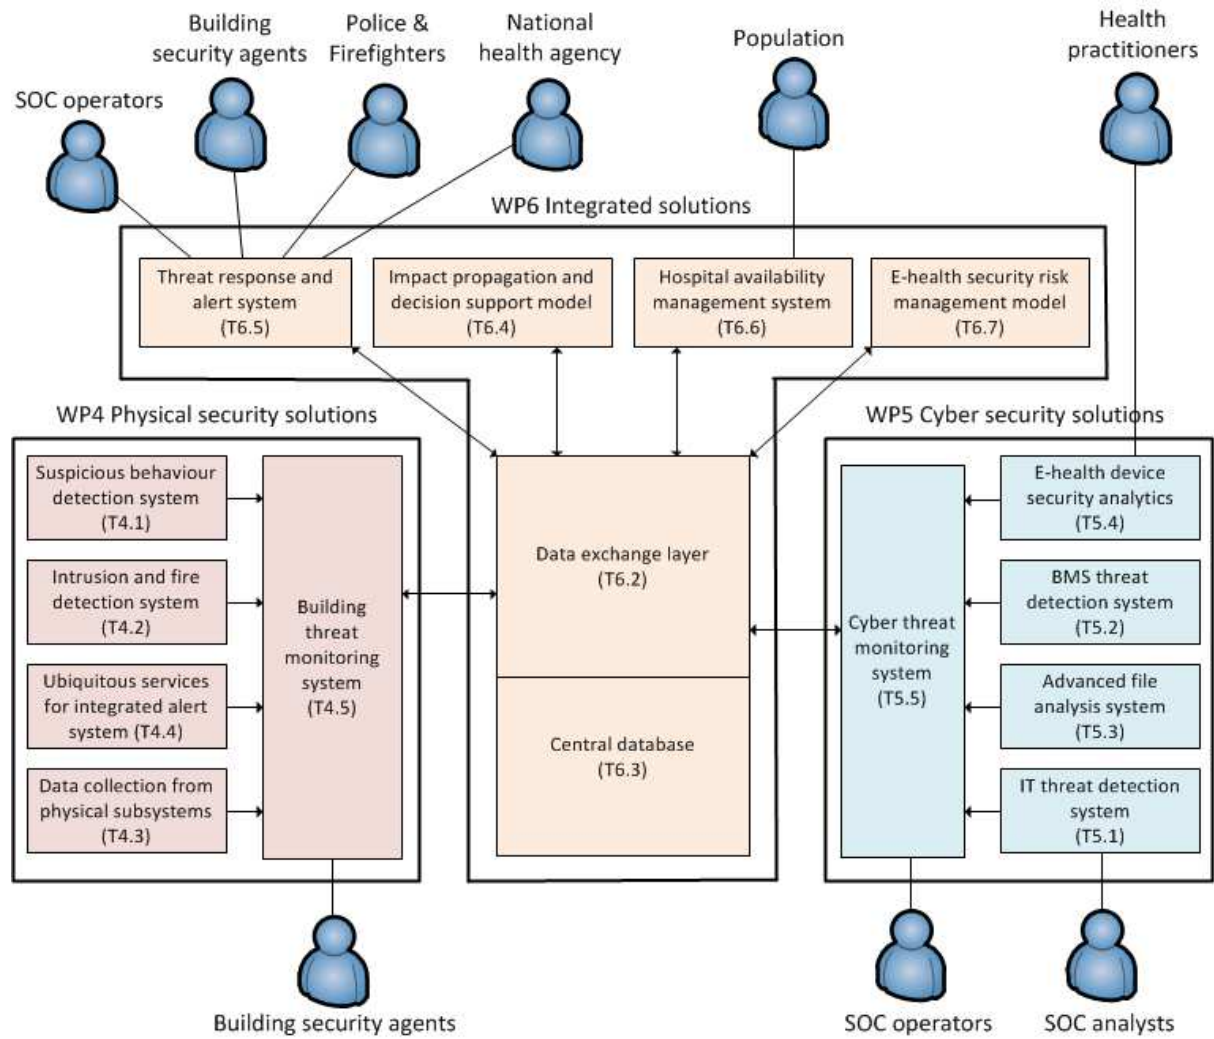 Building
security agents
Police &
Firefighters
National
health agency
Population
Health
practitioners
SOC operators
WP6 Integrated solutions
Threat response and
alert system
(T6.5)
Impact propagation and
decision support model
(T6.4)
Hospital availability
management system
(T6.6)
E-health security risk
management model
(T6.7)
WP4 Physical security solutions
WP5 Cyber security solutions
Suspicious behaviour
detection system
(T4.1)
Intrusion and fire
detection system
(T4.2)
Ubiquitous services
for integrated alert
system (T4.4)
Data collection from
physical subsystems
(T4.3)
Building
threat
monitoring
system
(T4.5)
Data exchange layer
(T6.2)
Central database
(T6.3)
Cyber threat
monitoring
system
(T5.5)
E-health device
security analytics
(T5.4)
BMS threat
detection system
(T5.2)
Advanced file
analysis system
(T5.3)
IT threat detection
system
(T5.1)
Building security agents
SOC operators
SOC analysts